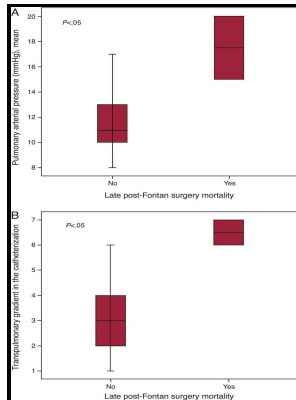 A
Pulmonary arterial pressure (mmHg), mean
20
18
16
14
12
10
8
P<.05
No
Yes
Late post-Fontan surgery mortality
B
Transpulmonary gradient in the catheterization
7
6
5
4
3
2
1
P<.05
No
Yes
Late post-Fontan surgery mortality